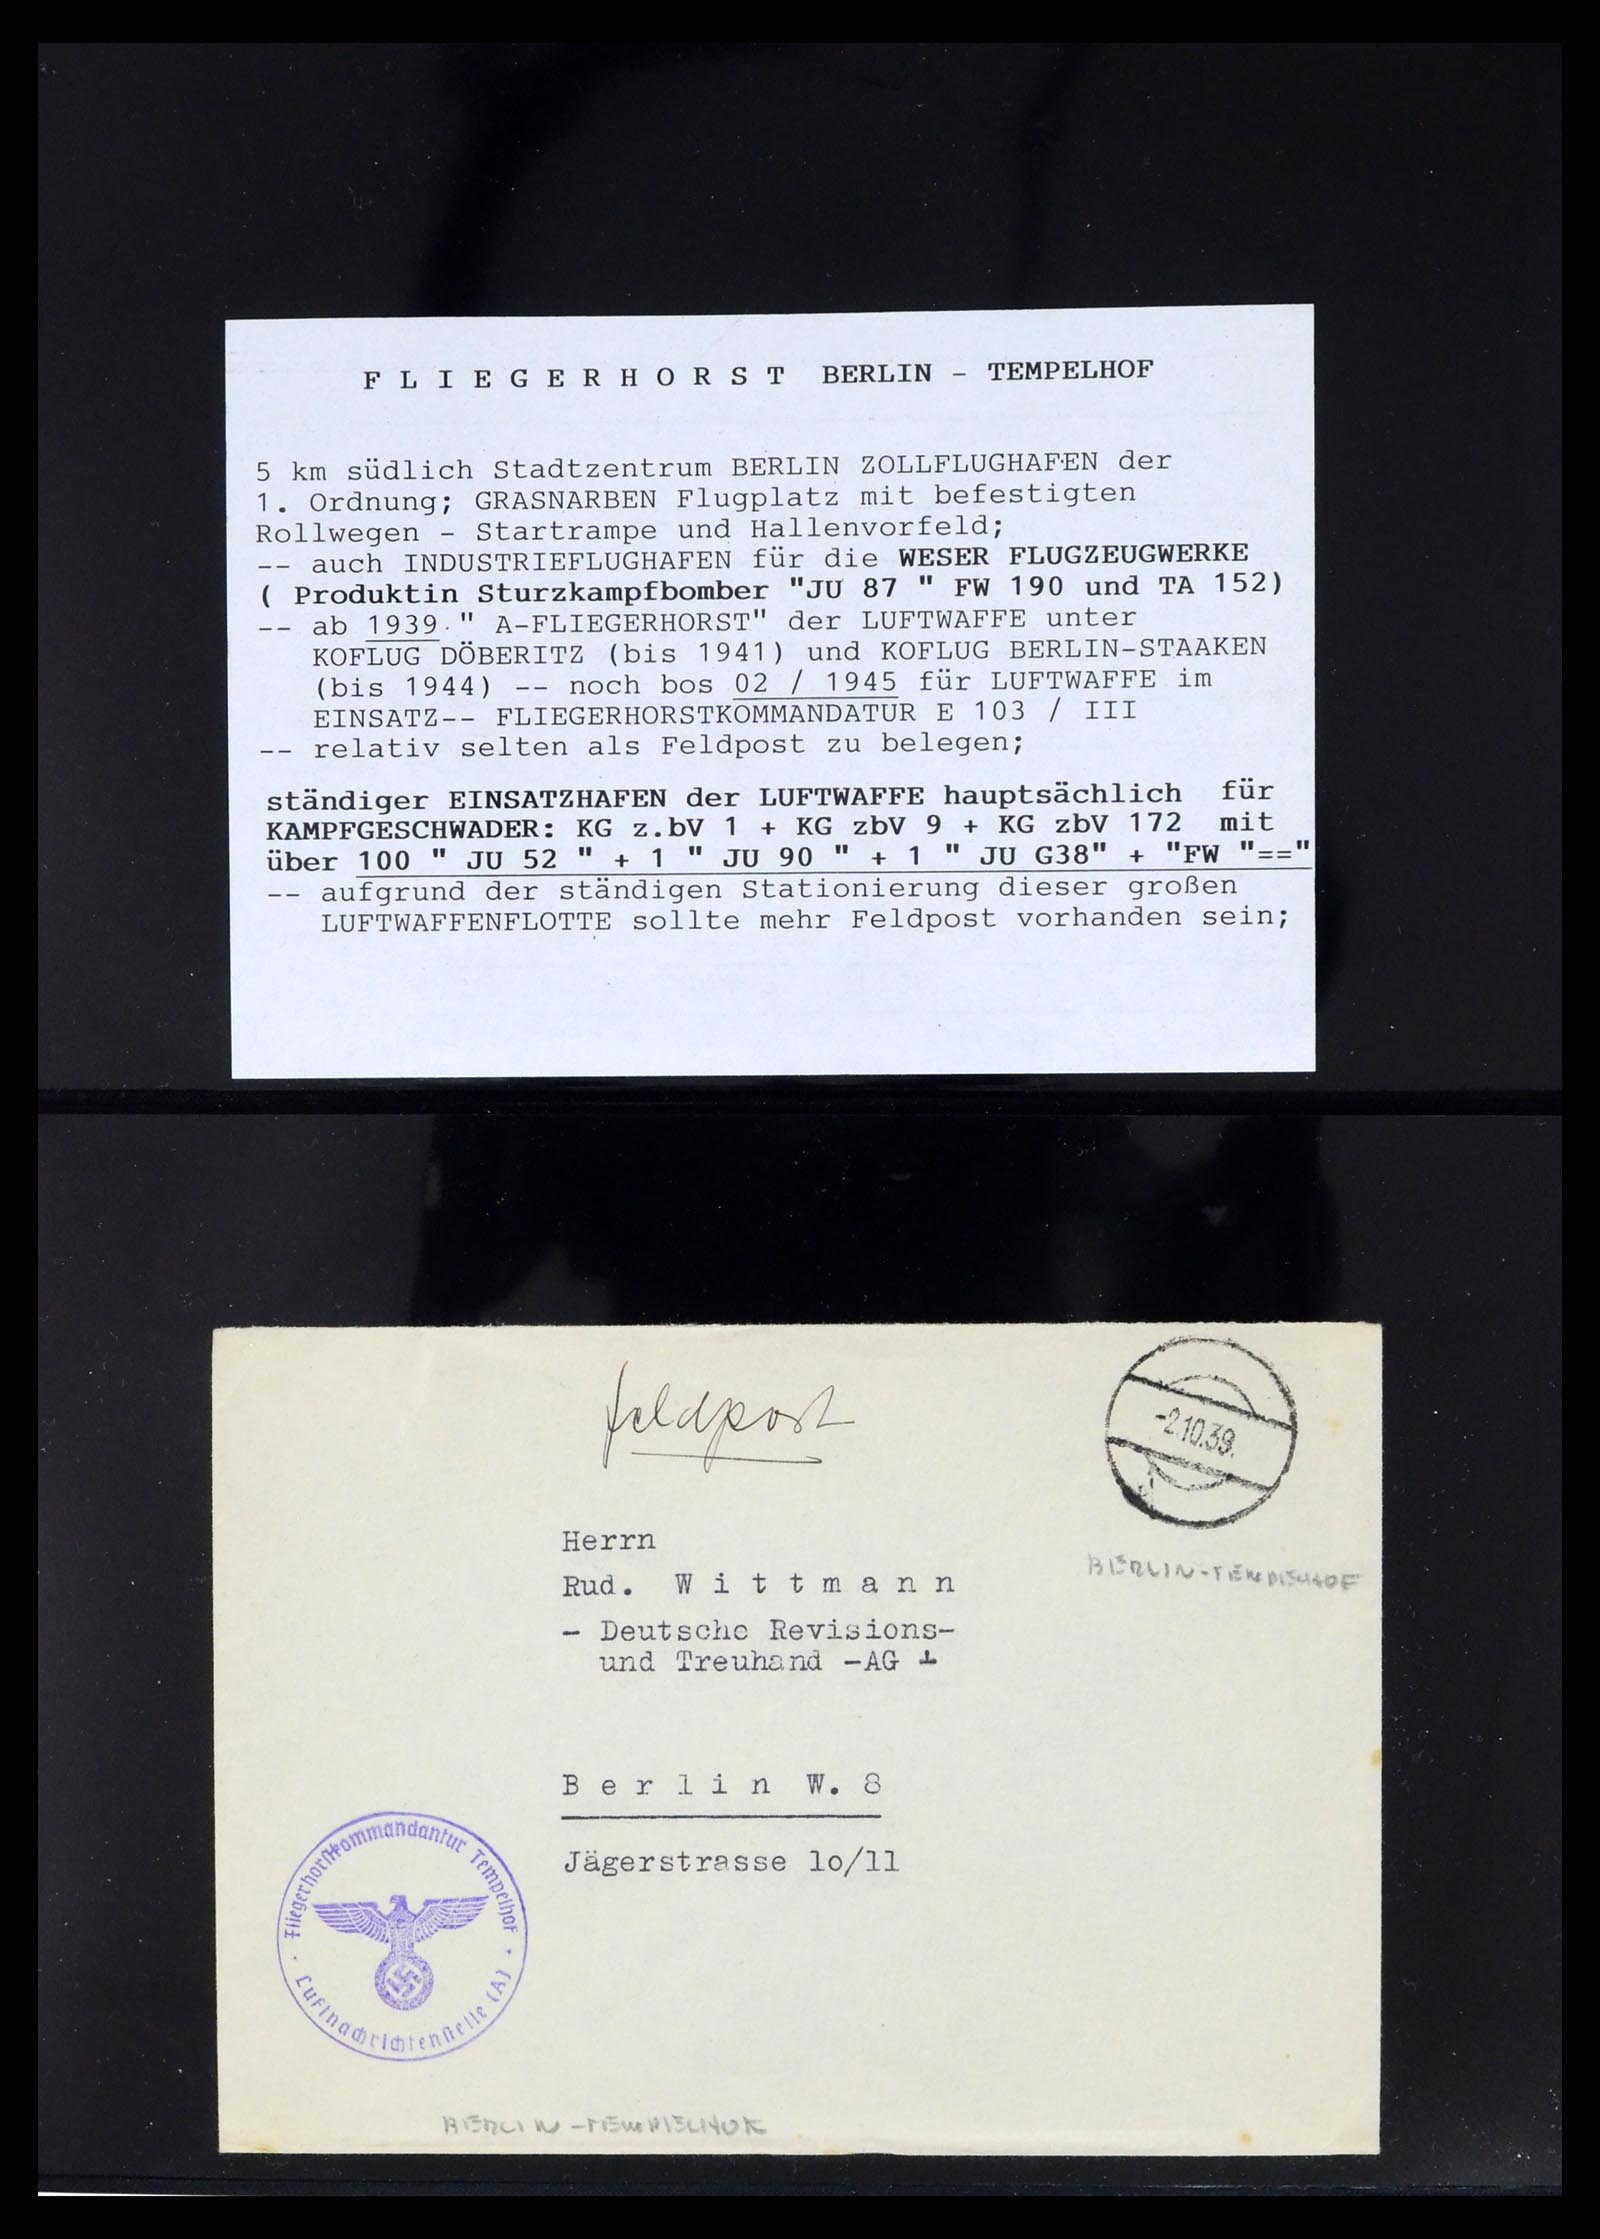 F L I E G E R H O R S T BERLIN - TEMPELHOF
5 km südlich Stadtzentrum BERLIN ZOLLFLUGHAFEN der
1. Ordnung; GRASNARBEN Flugplatz mit befestigten
Rollwegen - Startrampe und Hallenvorfeld;
-- auch INDUSTRIEFLUGHAFEN für die WESER FLUGZEUGWERKE
( Produktin Sturzkampfbomber "JU 87 " FW 190 und TA 152)
-- ab 1939 " A-FLIEGERHORST" der LUFTWAFFE unter
KOFLUG DÖBERITZ (bis 1941) und KOFLUG BERLIN-STAAKEN
(bis 1944) -- noch bos 02 / 1945 für LUFTWAFFE im
EINSATZ-- FLIEGERHORSTKOMMANDATUR E 103 / III
-- relativ selten als Feldpost zu belegen;
ständiger EINSATZHAFEN der LUFTWAFFE hauptsächlich für
KAMPFGESCHWADER: KG z.bV 1 + KG zbV 9 + KG zbV 172 mit
über 100 " JU 52 " + 1 " JU 90 " + 1 " JU G38" + "FW "=="
-- aufgrund der ständigen Stationierung dieser großen
LUFTWAFFENFLOTTE sollte mehr Feldpost vorhanden sein;
feldpost
-2.10.39.
BERLIN-TEMPELHOF
Herrn
Rud. W i t t m a n n
- Deutsche Revisions-
und Treuhand -AG -
B e r l i n W. 8
Jägerstrasse 1o/11
Fliegerhorstkommandantur Tempelhof
Luftnachrichtenstelle (A)
BERLIN-TEMPELHOF